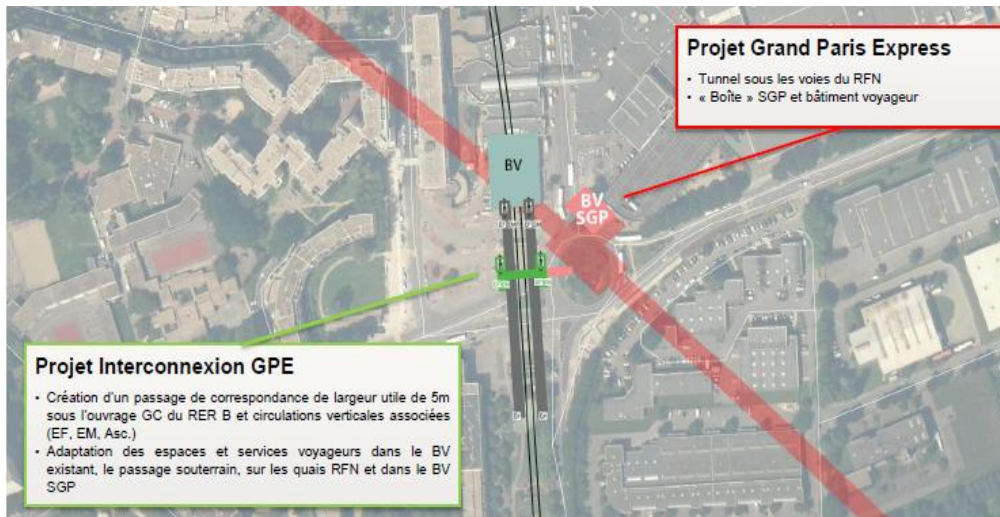 Projet Grand Paris Express
• Tunnel sous les voies du RFN
• « Boîte » SGP et bâtiment voyageur
BV
BV
SGP
Projet Interconnexion GPE
• Création d'un passage de correspondance de largeur utile de 5m
sous l'ouvrage GC du RER B et circulations verticales associées
(EF, EM, Asc.)
• Adaptation des espaces et services voyageurs dans le BV
existant, le passage souterrain, sur les quais RFN et dans le BV
SGP